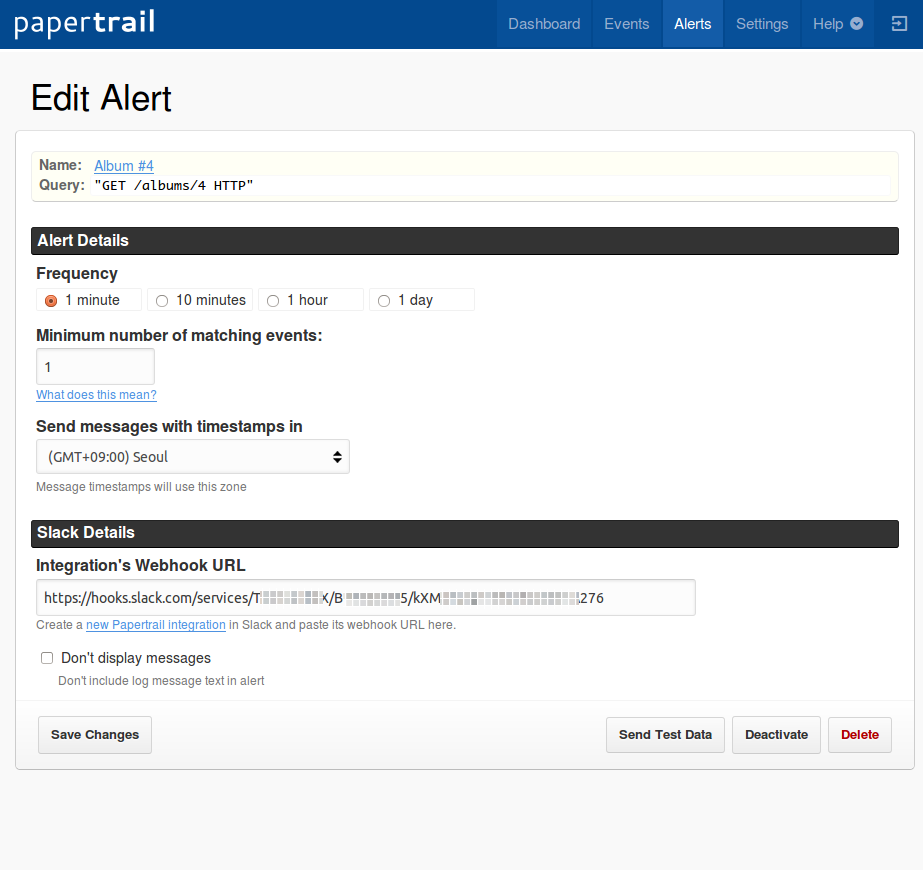 papertrail
Dashboard Events Alerts Settings Help
Edit Alert
Name: Album #4
Query: "GET /albums/4 HTTP"
Alert Details
Frequency
1 minute 10 minutes 1 hour 1 day
Minimum number of matching events:
1
What does this mean?
Send messages with timestamps in
(GMT+09:00) Seoul
Message timestamps will use this zone
Slack Details
Integration's Webhook URL
https://hooks.slack.com/services/T X/B 5/kXM 276
Create a new Papertrail integration in Slack and paste its webhook URL here.
Don't display messages
Don't include log message text in alert
Save Changes Send Test Data Deactivate Delete